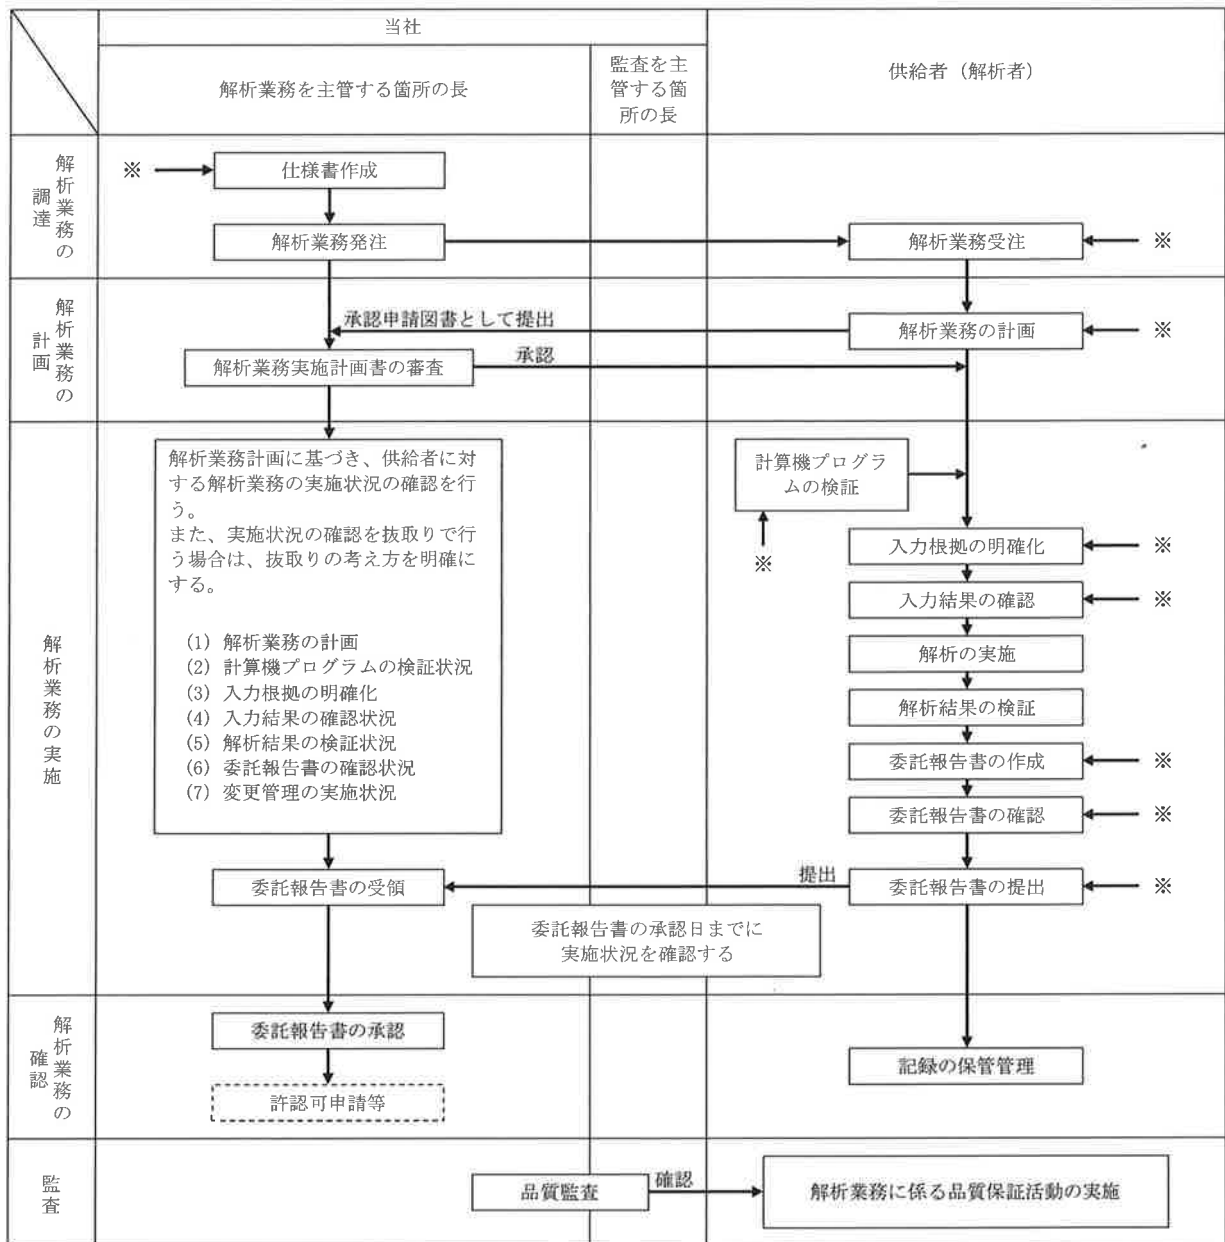 当社
解析業務を主管する箇所の長
監査を主
管する箇
所の長
供給者（解析者）
解析業務の
調達
※
仕様書作成
解析業務発注
解析業務受注
※
解析業務の
計画
承認申請図書として提出
解析業務の計画
※
解析業務実施計画書の審査
承認
解析業務の実施
解析業務計画に基づき、供給者に対
する解析業務の実施状況の確認を行
う。
また、実施状況の確認を抜取りで行
う場合は、抜取りの考え方を明確に
する。
(1) 解析業務の計画
(2) 計算機プログラムの検証状況
(3) 入力根拠の明確化
(4) 入力結果の確認状況
(5) 解析結果の検証状況
(6) 委託報告書の確認状況
(7) 変更管理の実施状況
計算機プログラ
ムの検証
※
入力根拠の明確化
※
入力結果の確認
※
解析の実施
解析結果の検証
委託報告書の作成
※
委託報告書の確認
※
委託報告書の受領
提出
委託報告書の提出
※
委託報告書の承認日までに
実施状況を確認する
解析業務の
確認
委託報告書の承認
記録の保管管理
許認可申請等
監査
品質監査
確認
解析業務に係る品質保証活動の実施